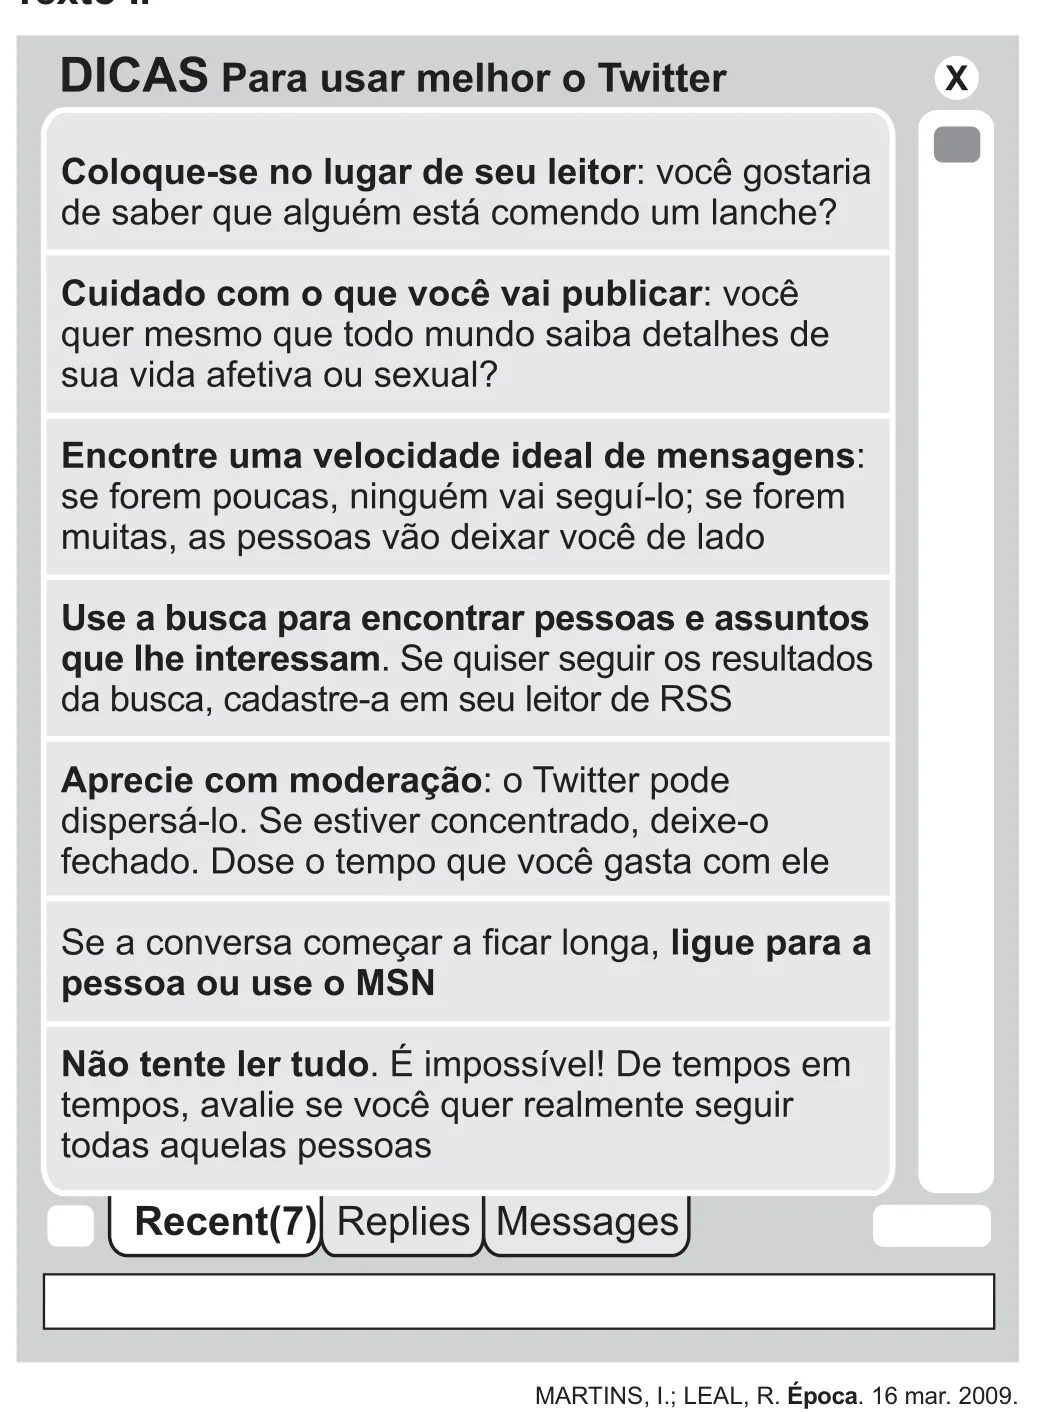 Texto II
DICAS Para usar melhor o Twitter
X
Coloque-se no lugar de seu leitor: você gostaria
de saber que alguém está comendo um lanche?
Cuidado com o que você vai publicar: você
quer mesmo que todo mundo saiba detalhes de
sua vida afetiva ou sexual?
Encontre uma velocidade ideal de mensagens:
se forem poucas, ninguém vai seguí-lo; se forem
muitas, as pessoas vão deixar você de lado
Use a busca para encontrar pessoas e assuntos
que lhe interessam. Se quiser seguir os resultados
da busca, cadastre-a em seu leitor de RSS
Aprecie com moderação: o Twitter pode
dispersá-lo. Se estiver concentrado, deixe-o
fechado. Dose o tempo que você gasta com ele
Se a conversa começar a ficar longa, ligue para a
pessoa ou use o MSN
Não tente ler tudo. É impossível! De tempos em
tempos, avalie se você quer realmente seguir
todas aquelas pessoas
Recent(7) Replies Messages
MARTINS, I.; LEAL, R. Época. 16 mar. 2009.